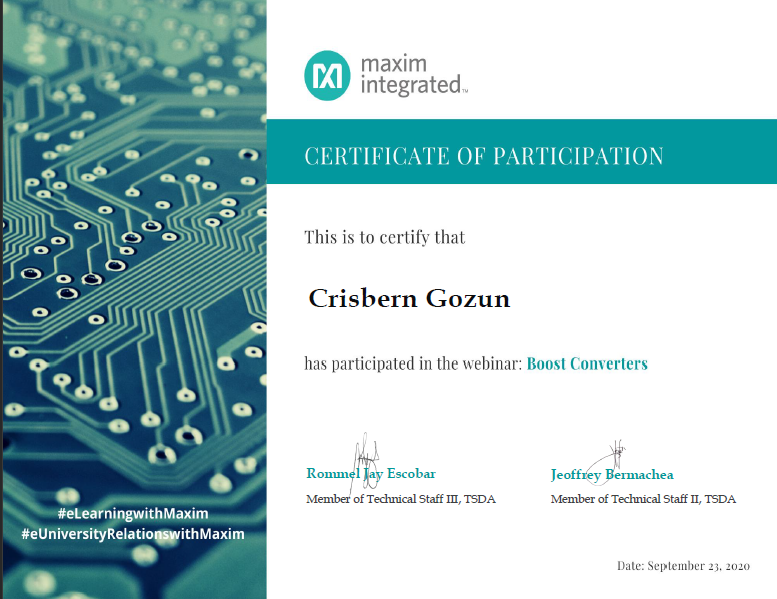 maxim
integrated™
CERTIFICATE OF PARTICIPATION
This is to certify that
Crisbern Gozun
has participated in the webinar: Boost Converters
Rommel Jay Escobar
Member of Technical Staff III, TSDA
Jeoffrey Bermachea
Member of Technical Staff II, TSDA
#eLearningwithMaxim
#eUniversityRelationswithMaxim
Date: September 23, 2020